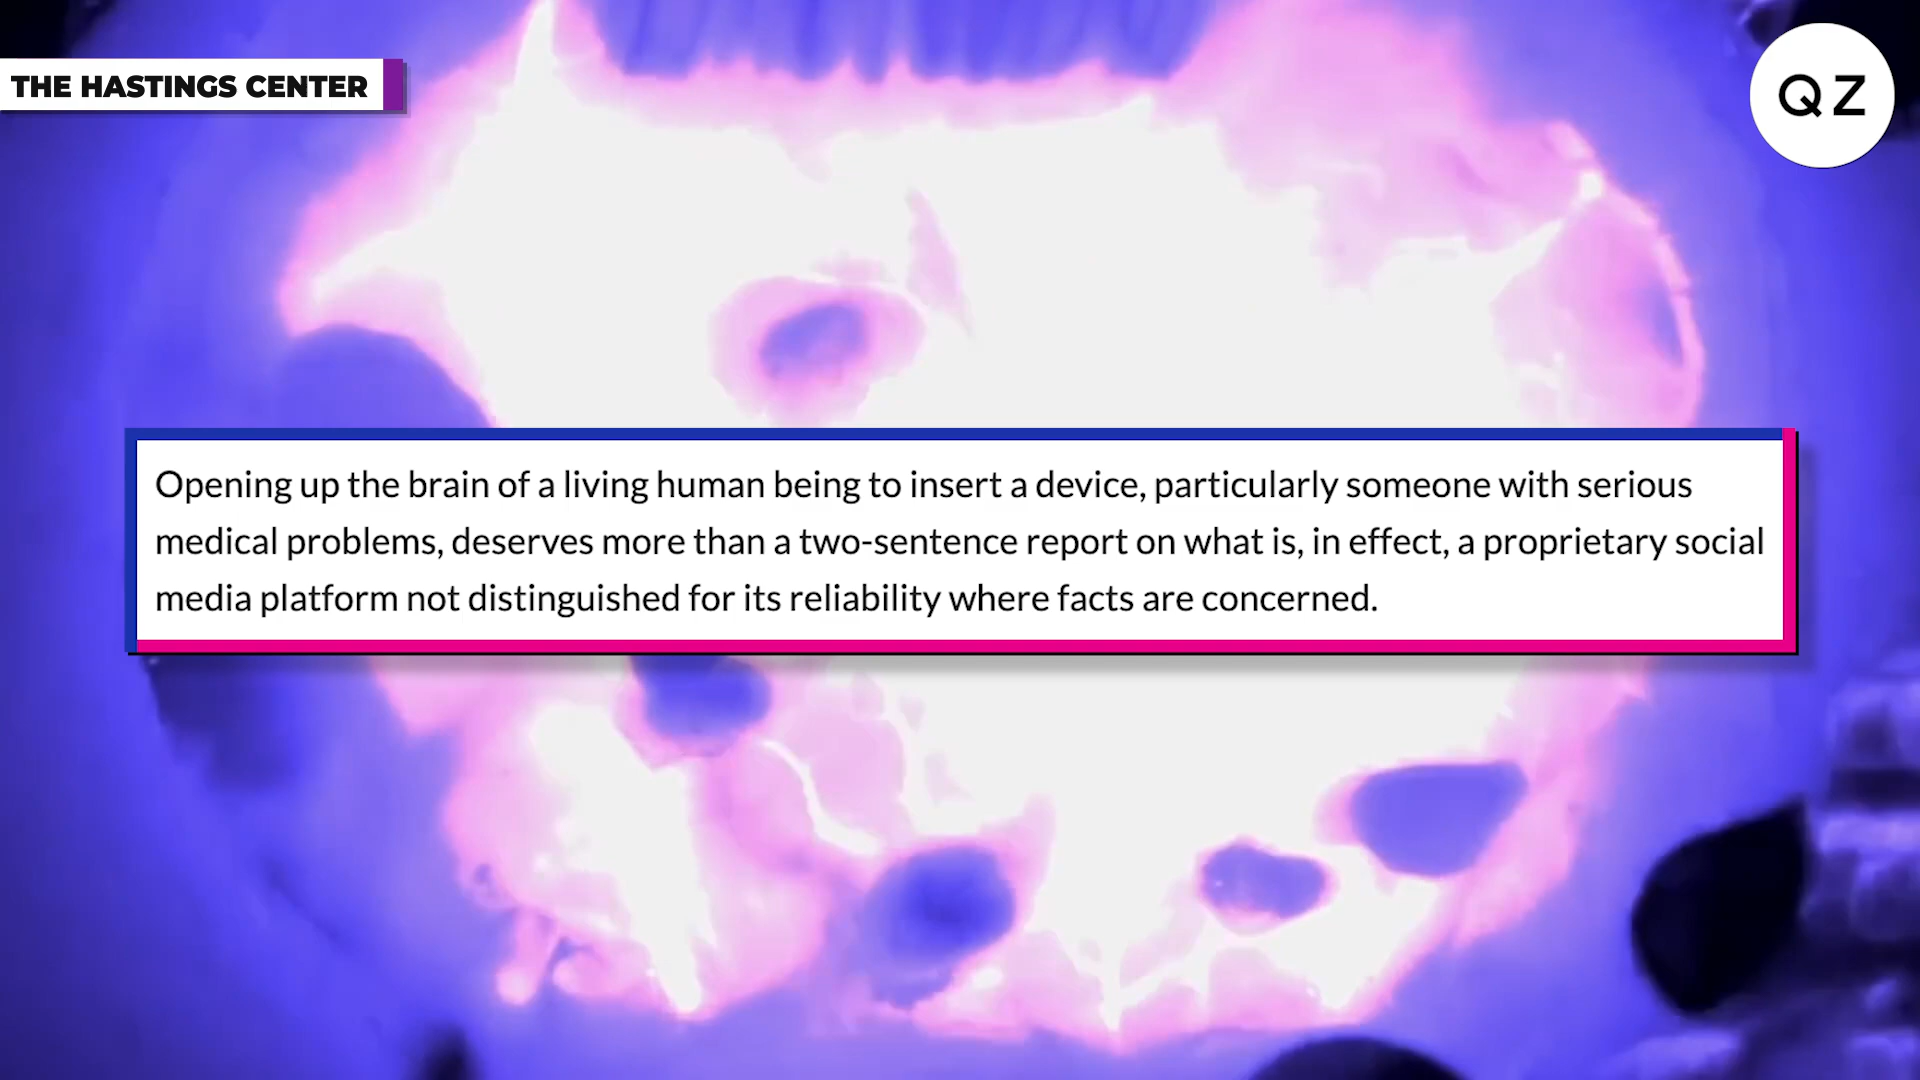 THE HASTINGS CENTER
QZ
Opening up the brain of a living human being to insert a device, particularly someone with serious
medical problems, deserves more than a two-sentence report on what is, in effect, a proprietary social
media platform not distinguished for its reliability where facts are concerned.